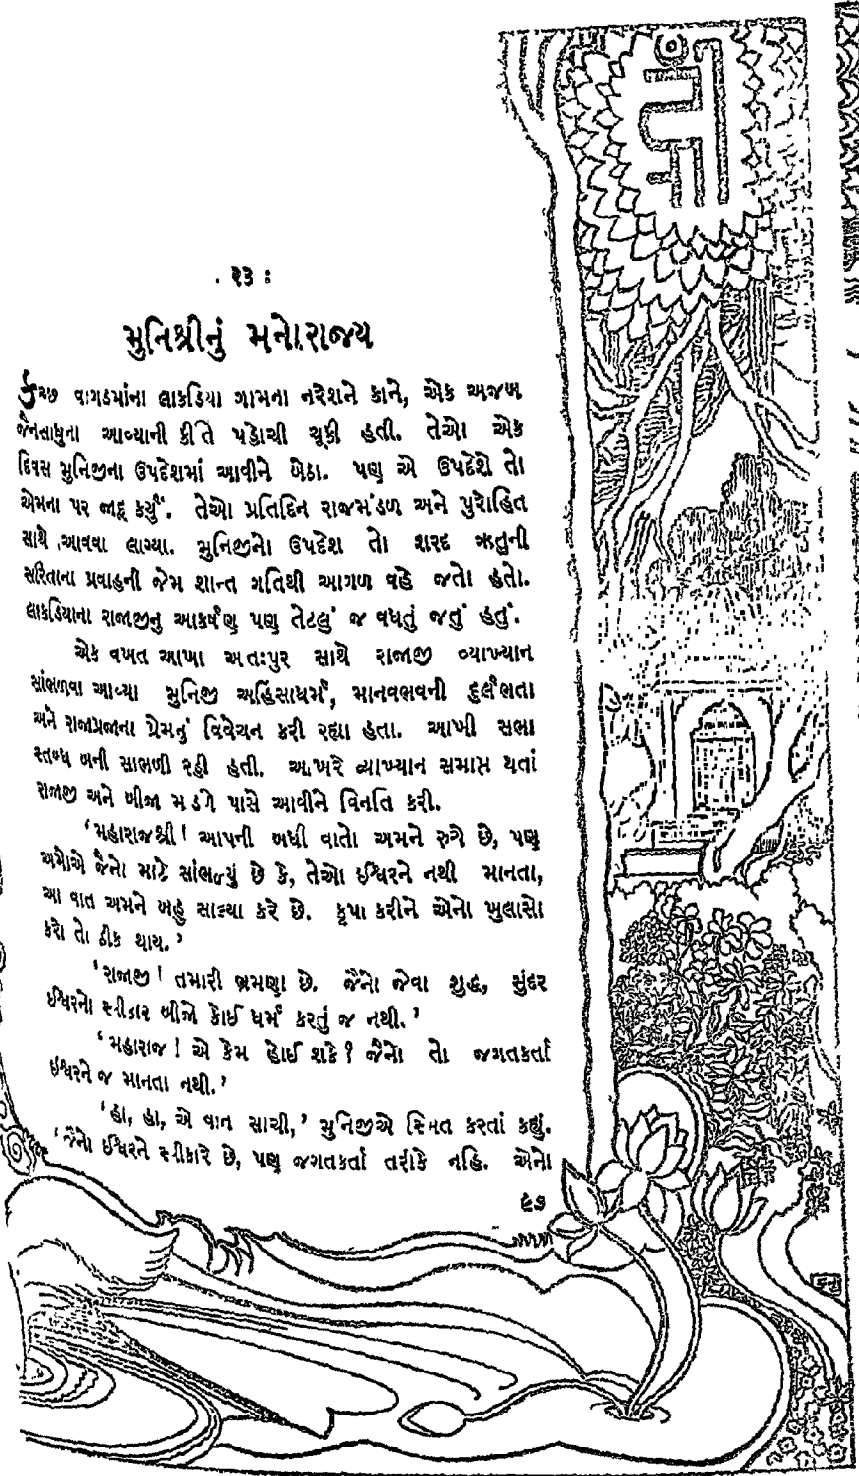 : ૨૩ :
મુનિશ્રીનું મનોરાજ્ય
કચ્છ વાગડમાંના લાકડિયા ગામના નરેશને કાને, એક અજબ
જૈનસાધુના આવ્યાની કીર્તિ પહોચી ચૂકી હતી. તેઓ એક
દિવસ મુનિજીના ઉપદેશમાં આવીને બેઠા. પણ એ ઉપદેશે તો
એમના પર જાદૂ કર્યું. તેઓ પ્રતિદિન રાજમંડળ અને પુરોહિત
સાથે આવવા લાગ્યા. મુનિજીનો ઉપદેશ તો શરદ ઋતુની
સરિતાના પ્રવાહની જેમ શાન્ત ગતિથી આગળ વહે જતો હતો.
લાકડિયાના રાજાજીનુ આકર્ષણ પણ તેટલું જ વધતું જતું હતું.
એક વખત આખા અતઃપુર સાથે રાજાજી વ્યાખ્યાન
સાંભળવા આવ્યા મુનિજી અહિંસાધર્મ, માનવભવની દુર્લભતા
અને રાજાપ્રજાના પ્રેમનું વિવેચન કરી રહ્યા હતા. આખી સભા
સ્તબ્ધ બની સાભળી રહી હતી. આખરે વ્યાખ્યાન સમાપ્ત થતાં
રાજાજી અને બીજા મડળે પાસે આવીને વિનતિ કરી.
‘મહારાજશ્રી! આપની બધી વાતો અમને રુચે છે, પણ
અમોએ જૈનો માટે સાંભળ્યું છે કે, તેઓ ઈશ્વરને નથી માનતા,
આ વાત અમને બહુ સાલ્યા કરે છે. કૃપા કરીને એનો ખુલાસો
કરો તો ઠીક થાય.’
‘રાજાજી! તમારી ભ્રમણા છે. જૈનો જેવા શુદ્ધ, સુંદર
ઈશ્વરનો સ્વીકાર બીજો કોઈ ધર્મ કરતું જ નથી.’
‘મહારાજ! એ કેમ હોઈ શકે? જૈનો તો જગતકર્તા
ઈશ્વરને જ માનતા નથી.’
‘હા, હા, એ વાત સાચી,’ મુનિજીએ સ્મિત કરતાં કહ્યું.
‘જૈનો ઈશ્વરને સ્વીકારે છે, પણ જગતકર્તા તરીકે નહિ. એનો
૯૭